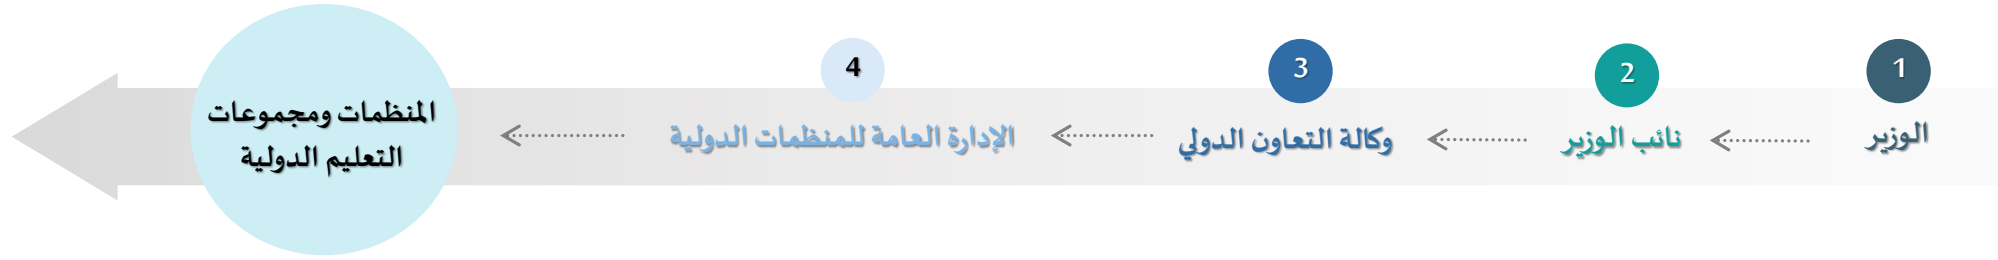 1
الوزير
2
نائب الوزير
3
وكالة التعاون الدولي
4
الإدارة العامة للمنظمات الدولية
المنظمات ومجموعات
التعليم الدولية